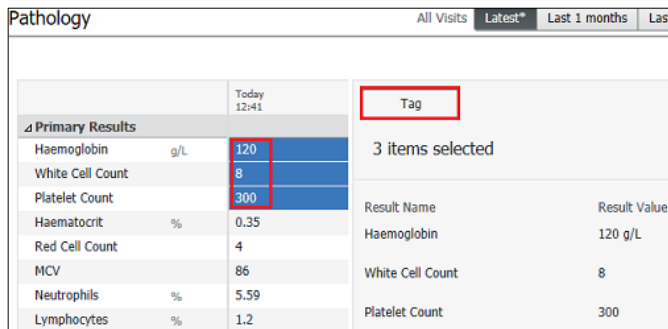 Pathology
All Visits Latest* Last 1 months Las
Today
12:41
Primary Results
Haemoglobin g/L 120
White Cell Count 8
Platelet Count 300
Haematocrit % 0.35
Red Cell Count 4
MCV 86
Neutrophils % 5.59
Lymphocytes % 1.2
Tag
3 items selected
Result Name Result Value
Haemoglobin 120 g/L
White Cell Count 8
Platelet Count 300